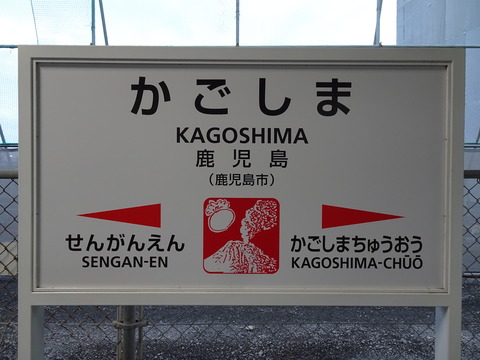 かごしま
KAGOSHIMA
鹿児島
(鹿児島市)
せんがんえん
SENGAN-EN
かごしまちゅうおう
KAGOSHIMA-CHŪŌ